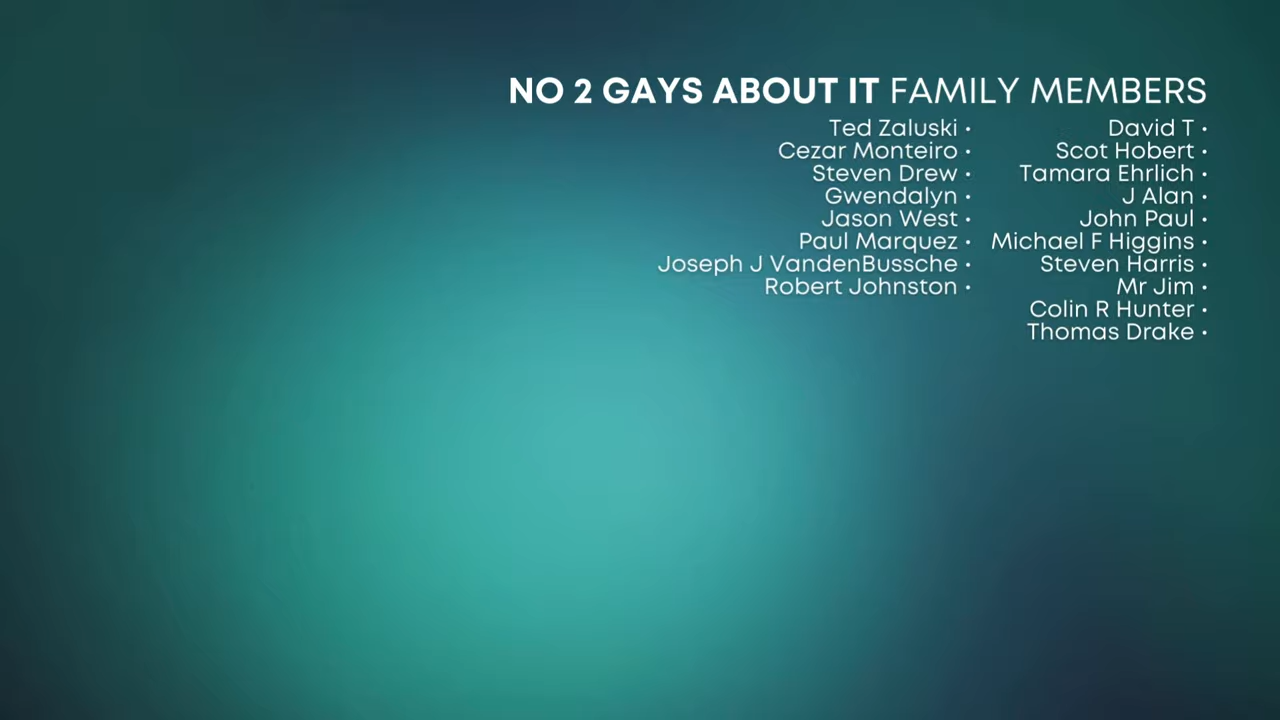 NO 2 GAYS ABOUT IT FAMILY MEMBERS
Ted Zaluski •
Cezar Monteiro •
Steven Drew •
Gwendalyn •
Jason West •
Paul Marquez •
Joseph J VandenBussche •
Robert Johnston •
David T •
Scot Hobert •
Tamara Ehrlich •
J Alan •
John Paul •
Michael F Higgins •
Steven Harris •
Mr Jim •
Colin R Hunter •
Thomas Drake •